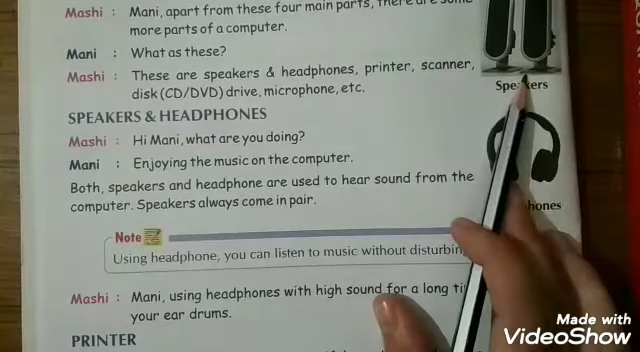 Mashi : Mani, apart from these four main parts, there are some
more parts of a computer.
Mani : What as these?
Mashi : These are speakers & headphones, printer, scanner,
disk (CD/DVD) drive, microphone, etc.
Speakers
SPEAKERS & HEADPHONES
Mashi : Hi Mani, what are you doing?
Mani : Enjoying the music on the computer.
Both, speakers and headphone are used to hear sound from the
computer. Speakers always come in pair.
hones
Note
Using headphone, you can listen to music without disturbin
Mashi : Mani, using headphones with high sound for a long ti
your ear drums.
PRINTER
Made with
VideoShow